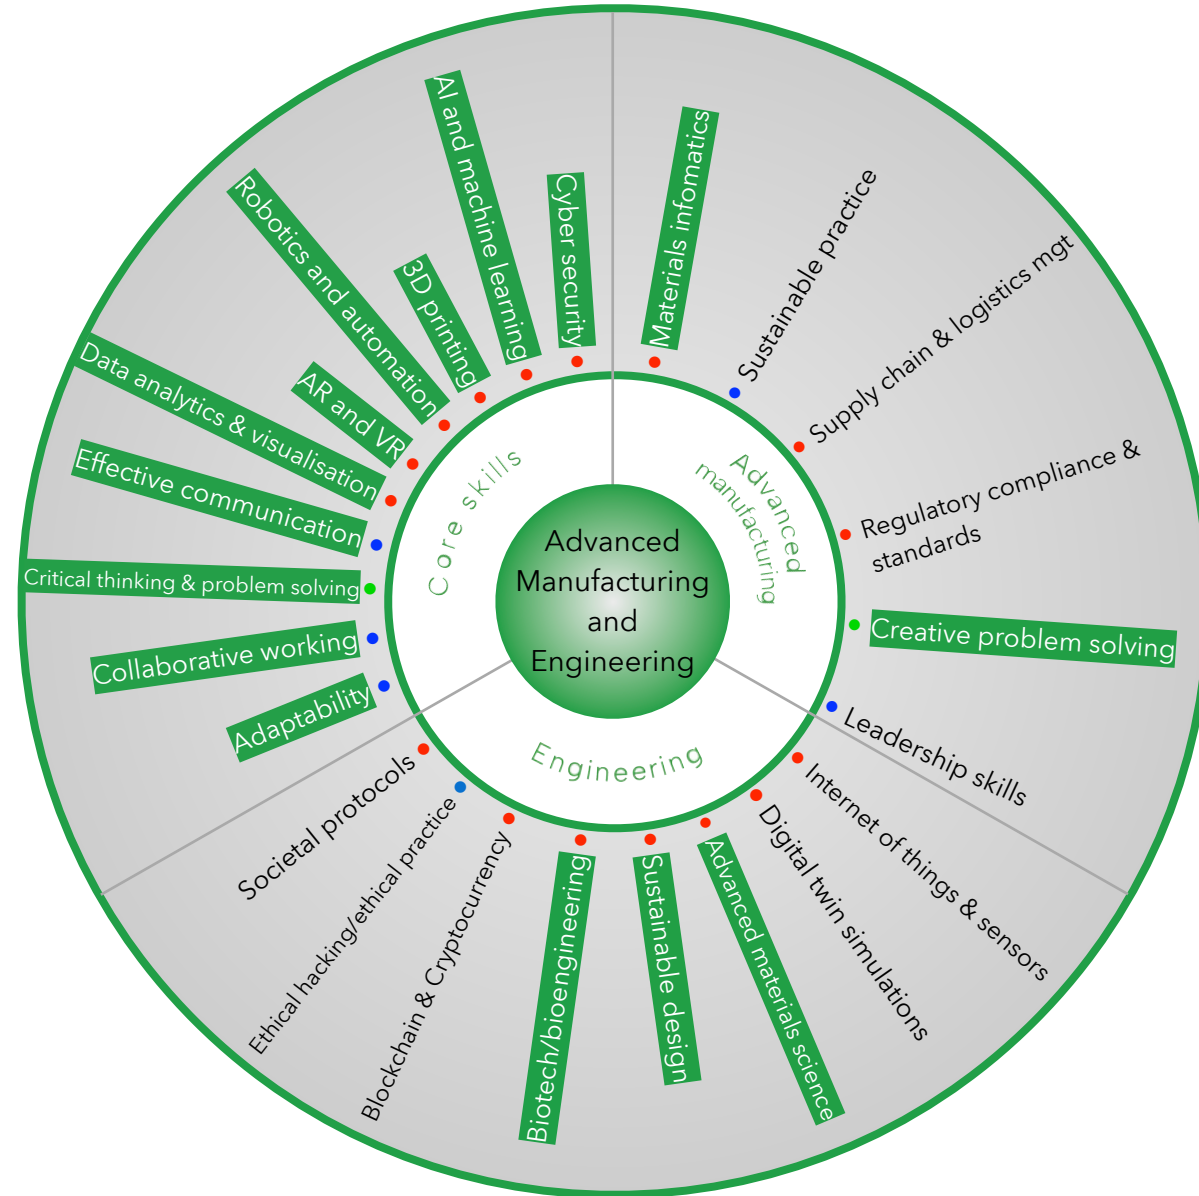 Advanced
Manufacturing
and
Engineering
Core skills
Advanced
manufacturing
Engineering
Materials infomatics
Sustainable practice
Supply chain & logistics mgt
Regulatory compliance &
standards
Creative problem solving
Leadership skills
Internet of things & sensors
Digital twin simulations
Advanced materials science
Sustainable design
Biotech/bioengineering
Blockchain & Cryptocurrency
Ethical hacking/ethical practice
Societal protocols
Adaptability
Collaborative working
Critical thinking & problem solving
Effective communication
Data analytics & visualisation
AR and VR
Robotics and automation
3D printing
AI and machine learning
Cyber security